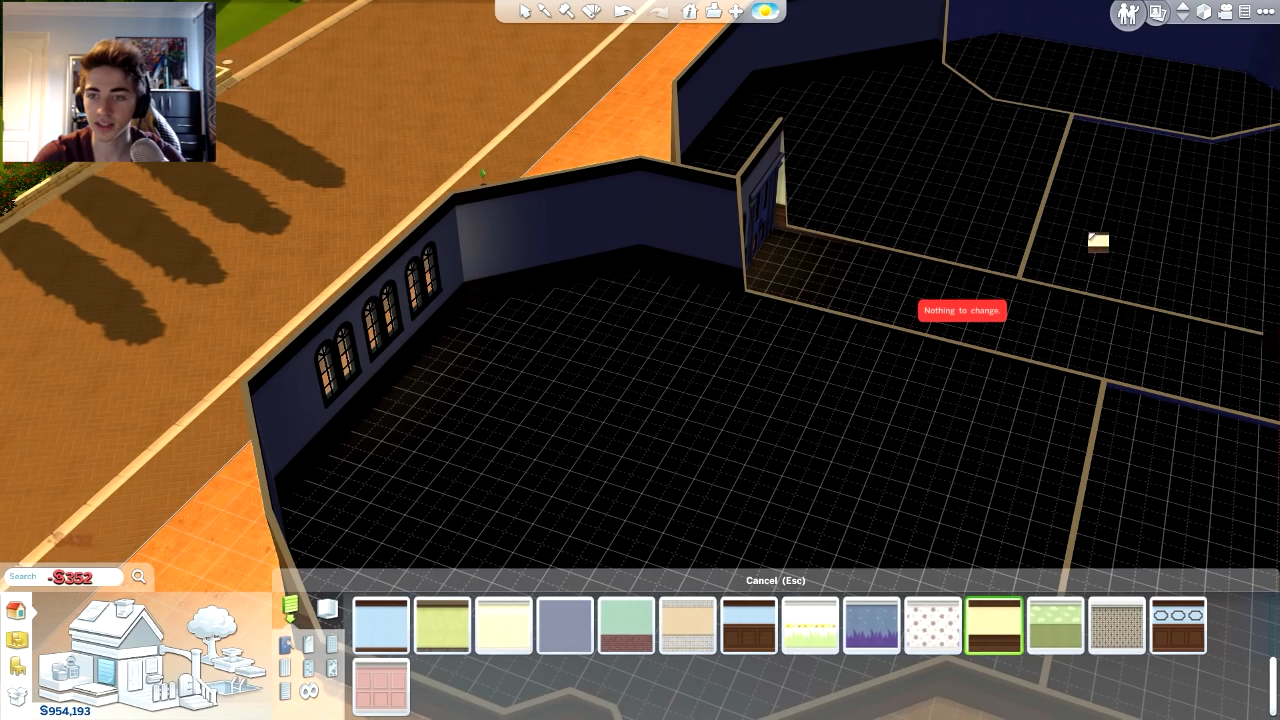 Nothing to change.
Search
-§352
Cancel (Esc)
§954,193